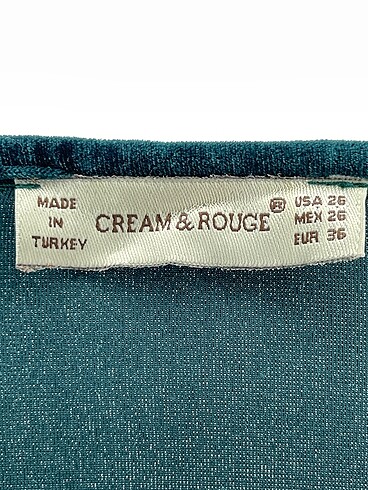 MADE
IN
TURKEY
CREAM & ROUGE®
USA 26
MEX 26
EUR 36